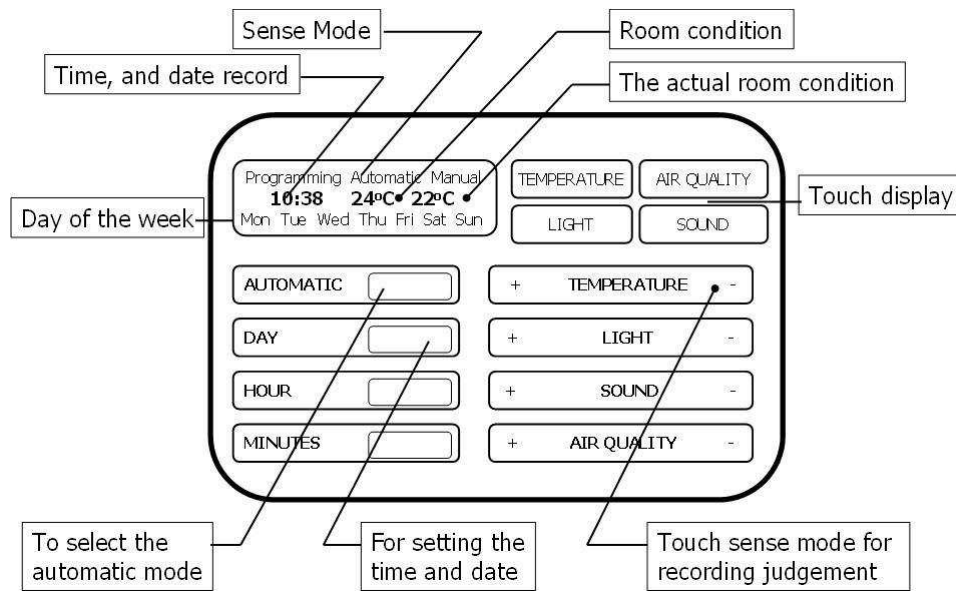 Sense Mode
Room condition
Time, and date record
The actual room condition
Programming Automatic Manual
10:38 24ºC 22ºC
Mon Tue Wed Thu Fri Sat Sun
TEMPERATURE AIR QUALITY
LIGHT SOUND
Touch display
Day of the week
AUTOMATIC
+ TEMPERATURE -
DAY
+ LIGHT -
HOUR
+ SOUND -
MINUTES
+ AIR QUALITY -
To select the
automatic mode
For setting the
time and date
Touch sense mode for
recording judgement